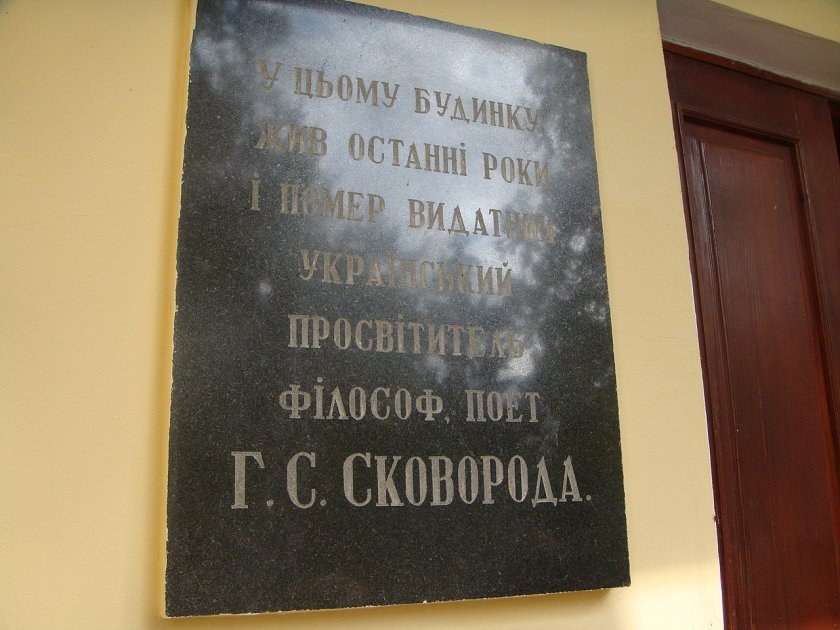 У ЦЬОМУ БУДИНКУ
ЖИВ ОСТАННІ РОКИ
І ПОМЕР ВИДАТНИЙ
УКРАЇНСЬКИЙ
ПРОСВІТИТЕЛЬ
ФІЛОСОФ, ПОЕТ
Г. С. СКОВОРОДА.